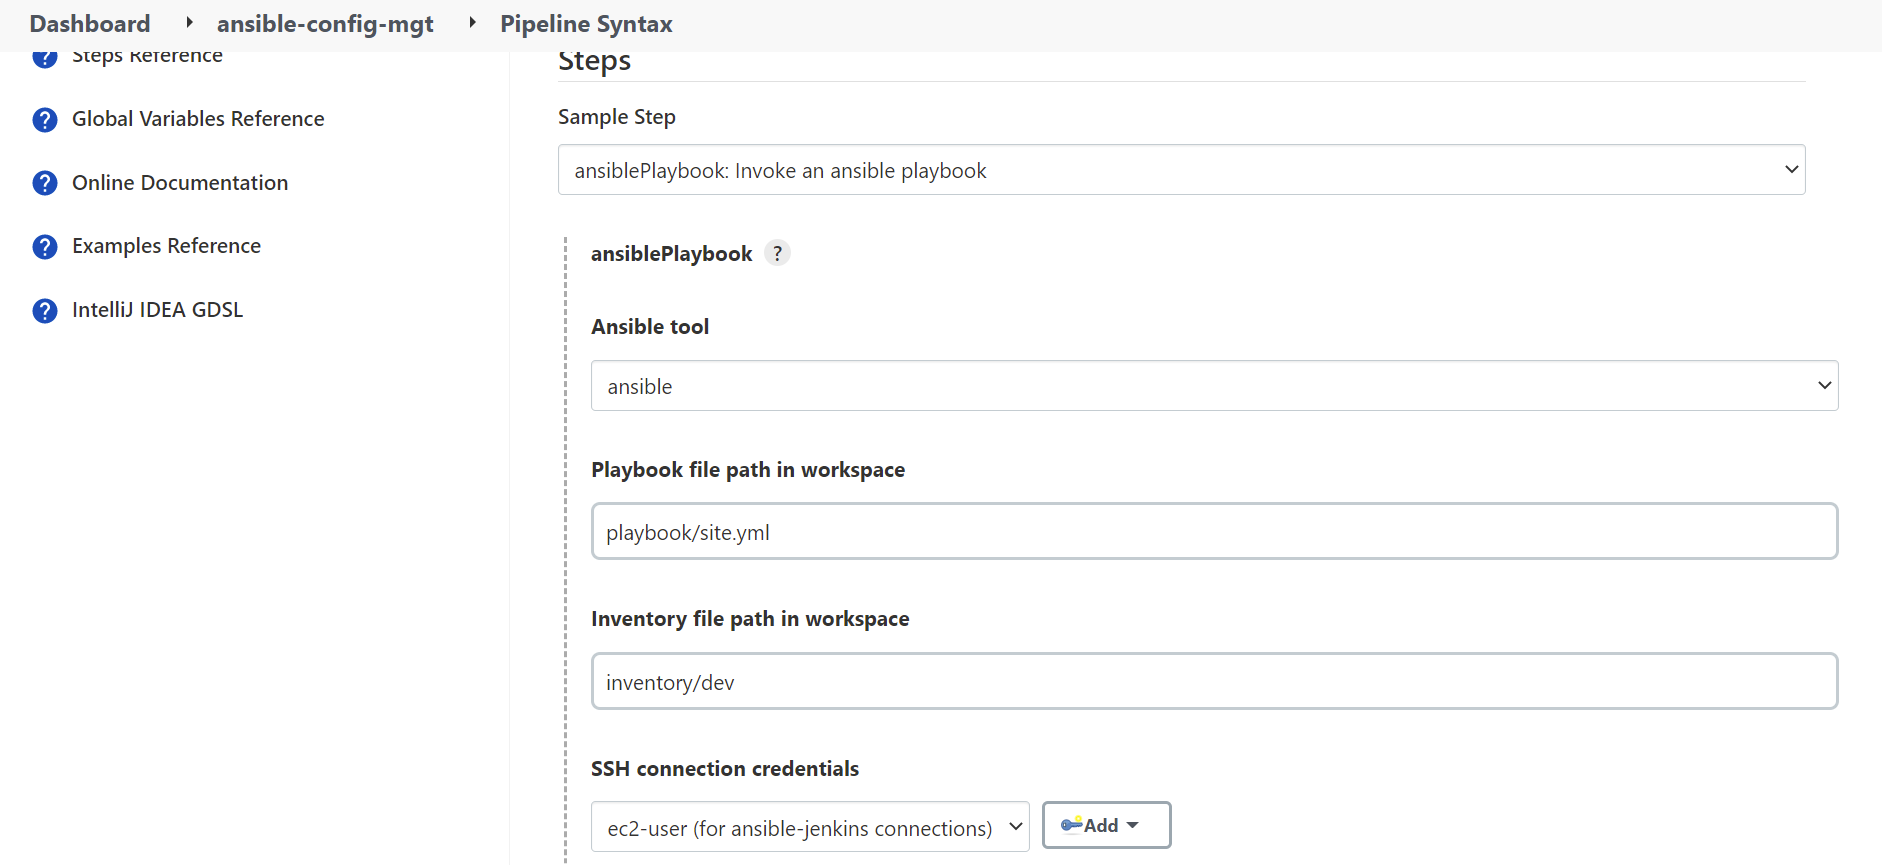 Dashboard ansible-config-mgt Pipeline Syntax
Steps Reference
Global Variables Reference
Online Documentation
Examples Reference
IntelliJ IDEA GDSL
Steps
Sample Step
ansiblePlaybook: Invoke an ansible playbook
ansiblePlaybook ?
Ansible tool
ansible
Playbook file path in workspace
playbook/site.yml
Inventory file path in workspace
inventory/dev
SSH connection credentials
ec2-user (for ansible-jenkins connections)
Add